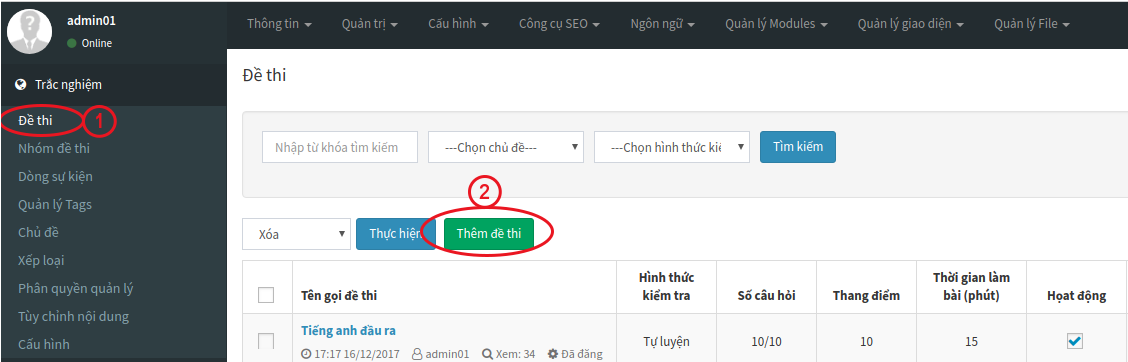 admin01
Online
Thông tin Quản trị Cấu hình Công cụ SEO Ngôn ngữ Quản lý Modules Quản lý giao diện Quản lý File
Trắc nghiệm
Đề thi
1
Nhóm đề thi
Dòng sự kiện
Quản lý Tags
Chủ đề
Xếp loại
Phân quyền quản lý
Tùy chỉnh nội dung
Cấu hình
Đề thi
Nhập từ khóa tìm kiếm ---Chọn chủ đề--- ---Chọn hình thức kiể Tìm kiếm
2
Xóa Thực hiện Thêm đề thi
Tên gọi đề thi Hình thức kiểm tra Số câu hỏi Thang điểm Thời gian làm bài (phút) Hoạt động
Tiếng anh đầu ra
17:17 16/12/2017 admin01 Xem: 34 Đã đăng
Tự luyện 10/10 10 15